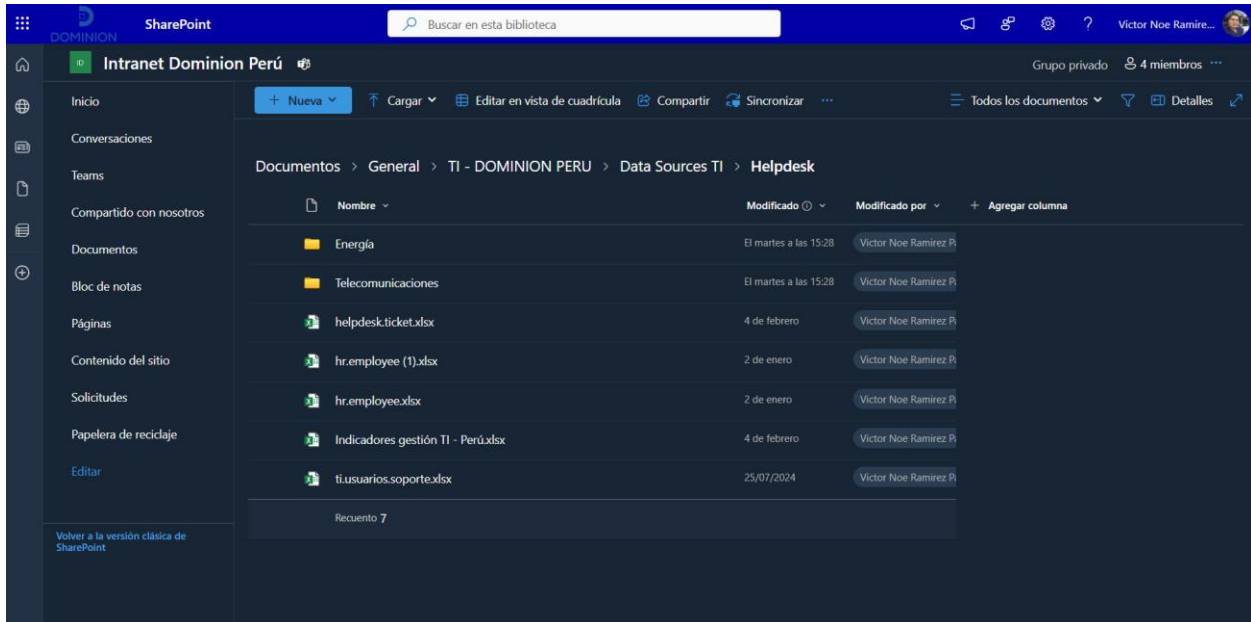 DOMINION
SharePoint
Buscar en esta biblioteca
Victor Noe Ramire...
ID
Intranet Dominion Perú
Grupo privado
4 miembros
Inicio
Conversaciones
Teams
Compartido con nosotros
Documentos
Bloc de notas
Páginas
Contenido del sitio
Solicitudes
Papelera de reciclaje
Editar
Volver a la versión clásica de
SharePoint
+ Nueva
Cargar
Editar en vista de cuadrícula
Compartir
Sincronizar
...
Todos los documentos
Detalles
Documentos > General > TI - DOMINION PERU > Data Sources TI > Helpdesk
Nombre Modificado Modificado por + Agregar columna
Energía El martes a las 15:28 Victor Noe Ramirez
Telecomunicaciones El martes a las 15:28 Victor Noe Ramirez
helpdesk.ticket.xlsx 4 de febrero Victor Noe Ramirez
hr.employee (1).xlsx 2 de enero Victor Noe Ramirez
hr.employee.xlsx 2 de enero Victor Noe Ramirez
Indicadores gestión TI - Perú.xlsx 4 de febrero Victor Noe Ramirez
ti.usuarios.soporte.xlsx 25/07/2024 Victor Noe Ramirez
Recuento 7